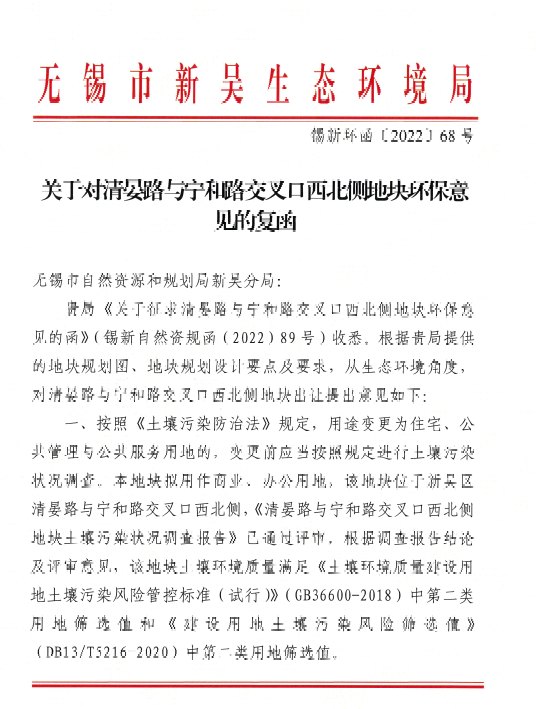 无锡市新吴生态环境局
锡新环函〔2022〕68号
关于对清晏路与宁和路交叉口西北侧地块环保意
见的复函
无锡市自然资源和规划局新吴分局：
贵局《关于征求清晏路与宁和路交叉口西北侧地块环保意
见的函》（锡新自然资规函（2022）89号）收悉。根据贵局提供
的地块规划图、地块规划设计要点及要求，从生态环境角度，
对清晏路与宁和路交叉口西北侧地块出让提出意见如下：
一、按照《土壤污染防治法》规定，用途变更为住宅、公
共管理与公共服务用地的，变更前应当按照规定进行土壤污染
状况调查。本地块拟用作商业、办公用地，该地块位于新吴区
清晏路与宁和路交叉口西北侧，《清晏路与宁和路交叉口西北侧
地块土壤污染状况调查报告》已通过评审。根据调查报告结论
及评审意见，该地块土壤环境质量满足《土壤环境质量建设用
地土壤污染风险管控标准（试行）》（GB36600-2018）中第二类
用地筛选值和《建设用地土壤污染风险筛选值》
（DB13/T5216-2020）中第二类用地筛选值。